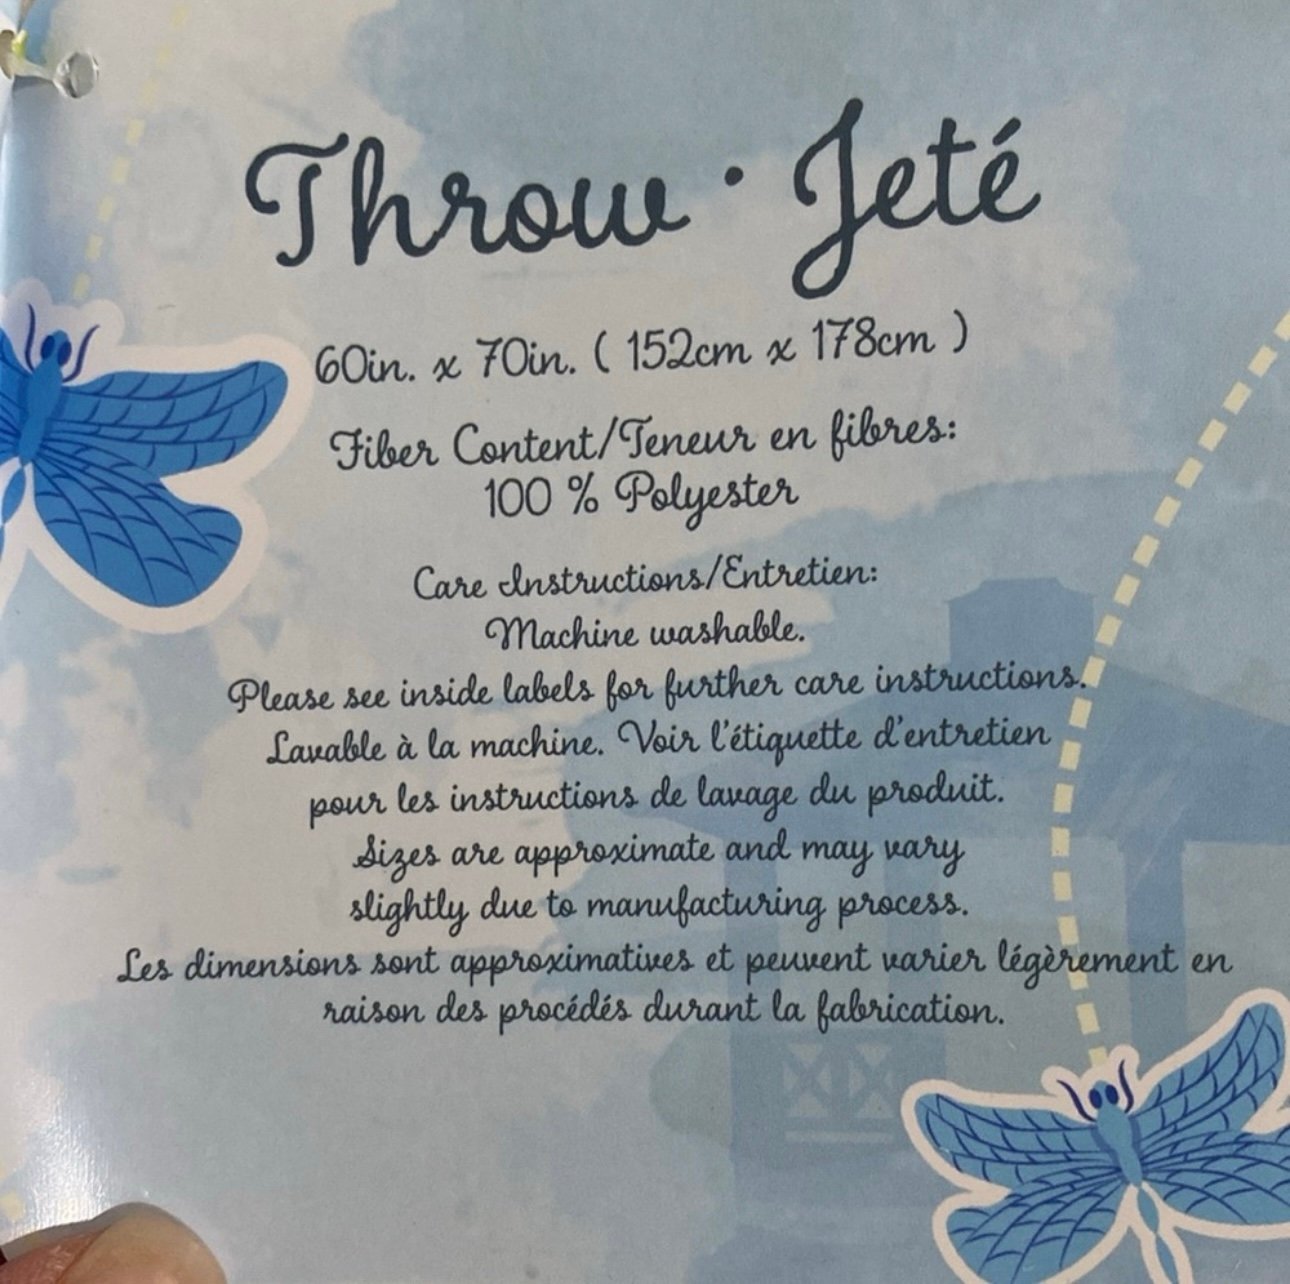 Throw · Jeté
60in. x 70in. ( 152cm x 178cm )
Fiber Content/Teneur en fibres:
100 % Polyester
Care Instructions/Entretien:
Machine washable.
Please see inside labels for further care instructions.
Lavable à la machine. Voir l'étiquette d'entretien
pour les instructions de lavage du produit.
Sizes are approximate and may vary
slightly due to manufacturing process.
Les dimensions sont approximatives et peuvent varier légèrement en
raison des procédés durant la fabrication.